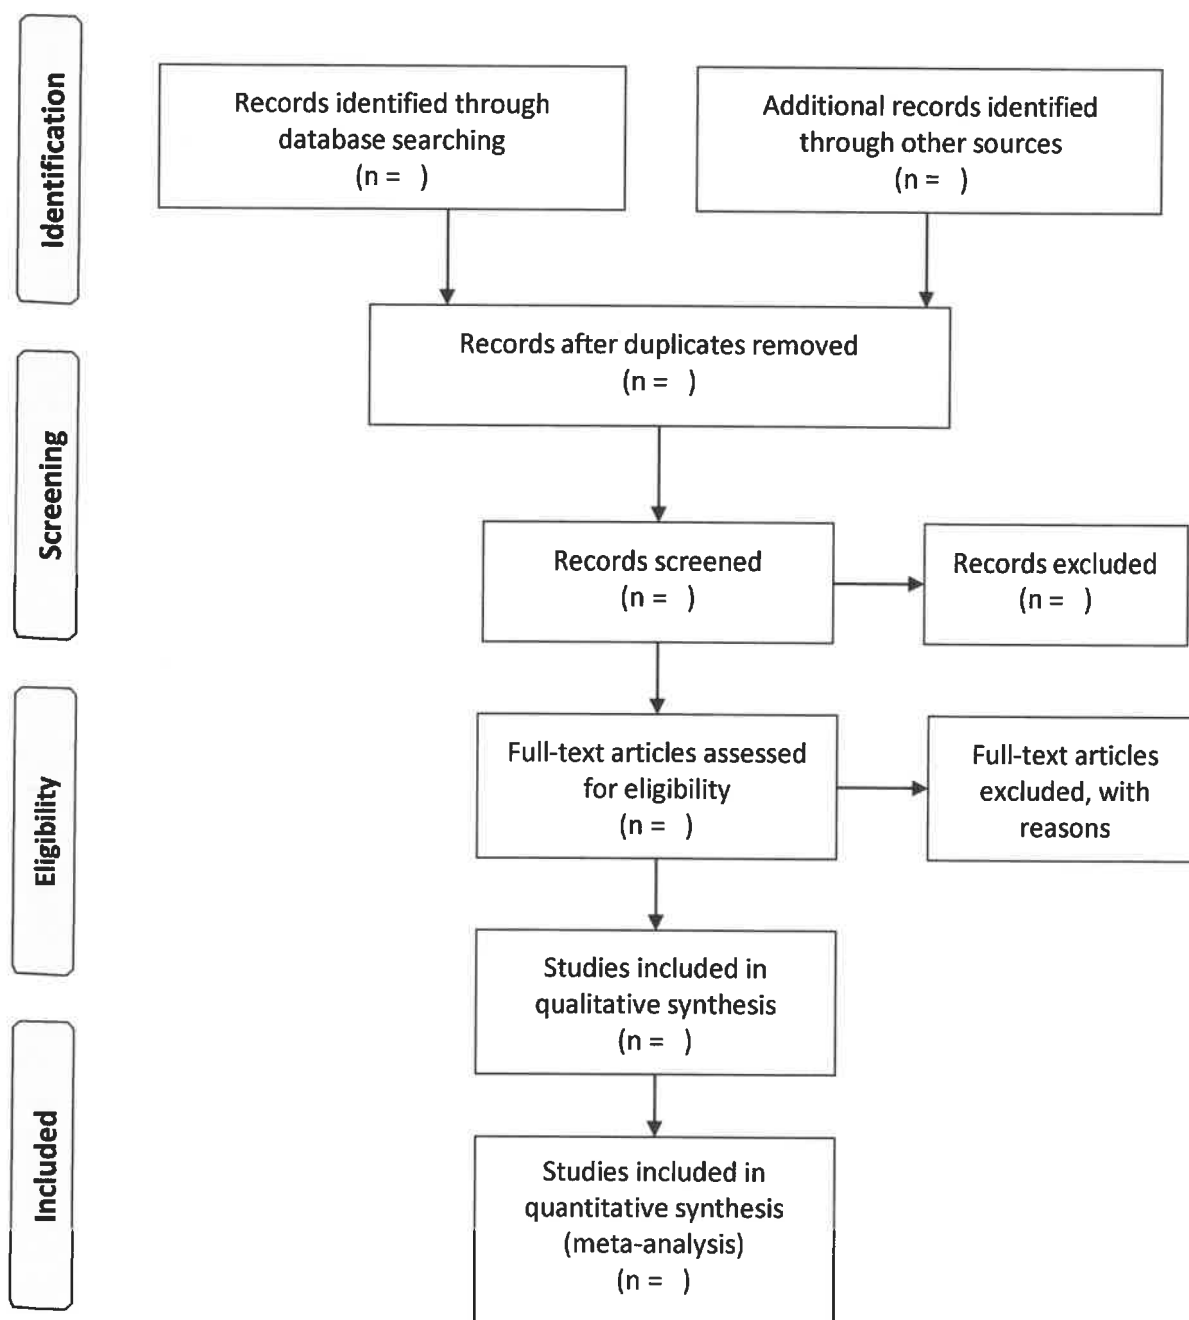 Identification
Records identified through
database searching
(n =   )
Additional records identified
through other sources
(n =   )
Records after duplicates removed
(n =   )
Screening
Records screened
(n =   )
Records excluded
(n =   )
Eligibility
Full-text articles assessed
for eligibility
(n =   )
Full-text articles
excluded, with
reasons
Studies included in
qualitative synthesis
(n =   )
Included
Studies included in
quantitative synthesis
(meta-analysis)
(n =   )